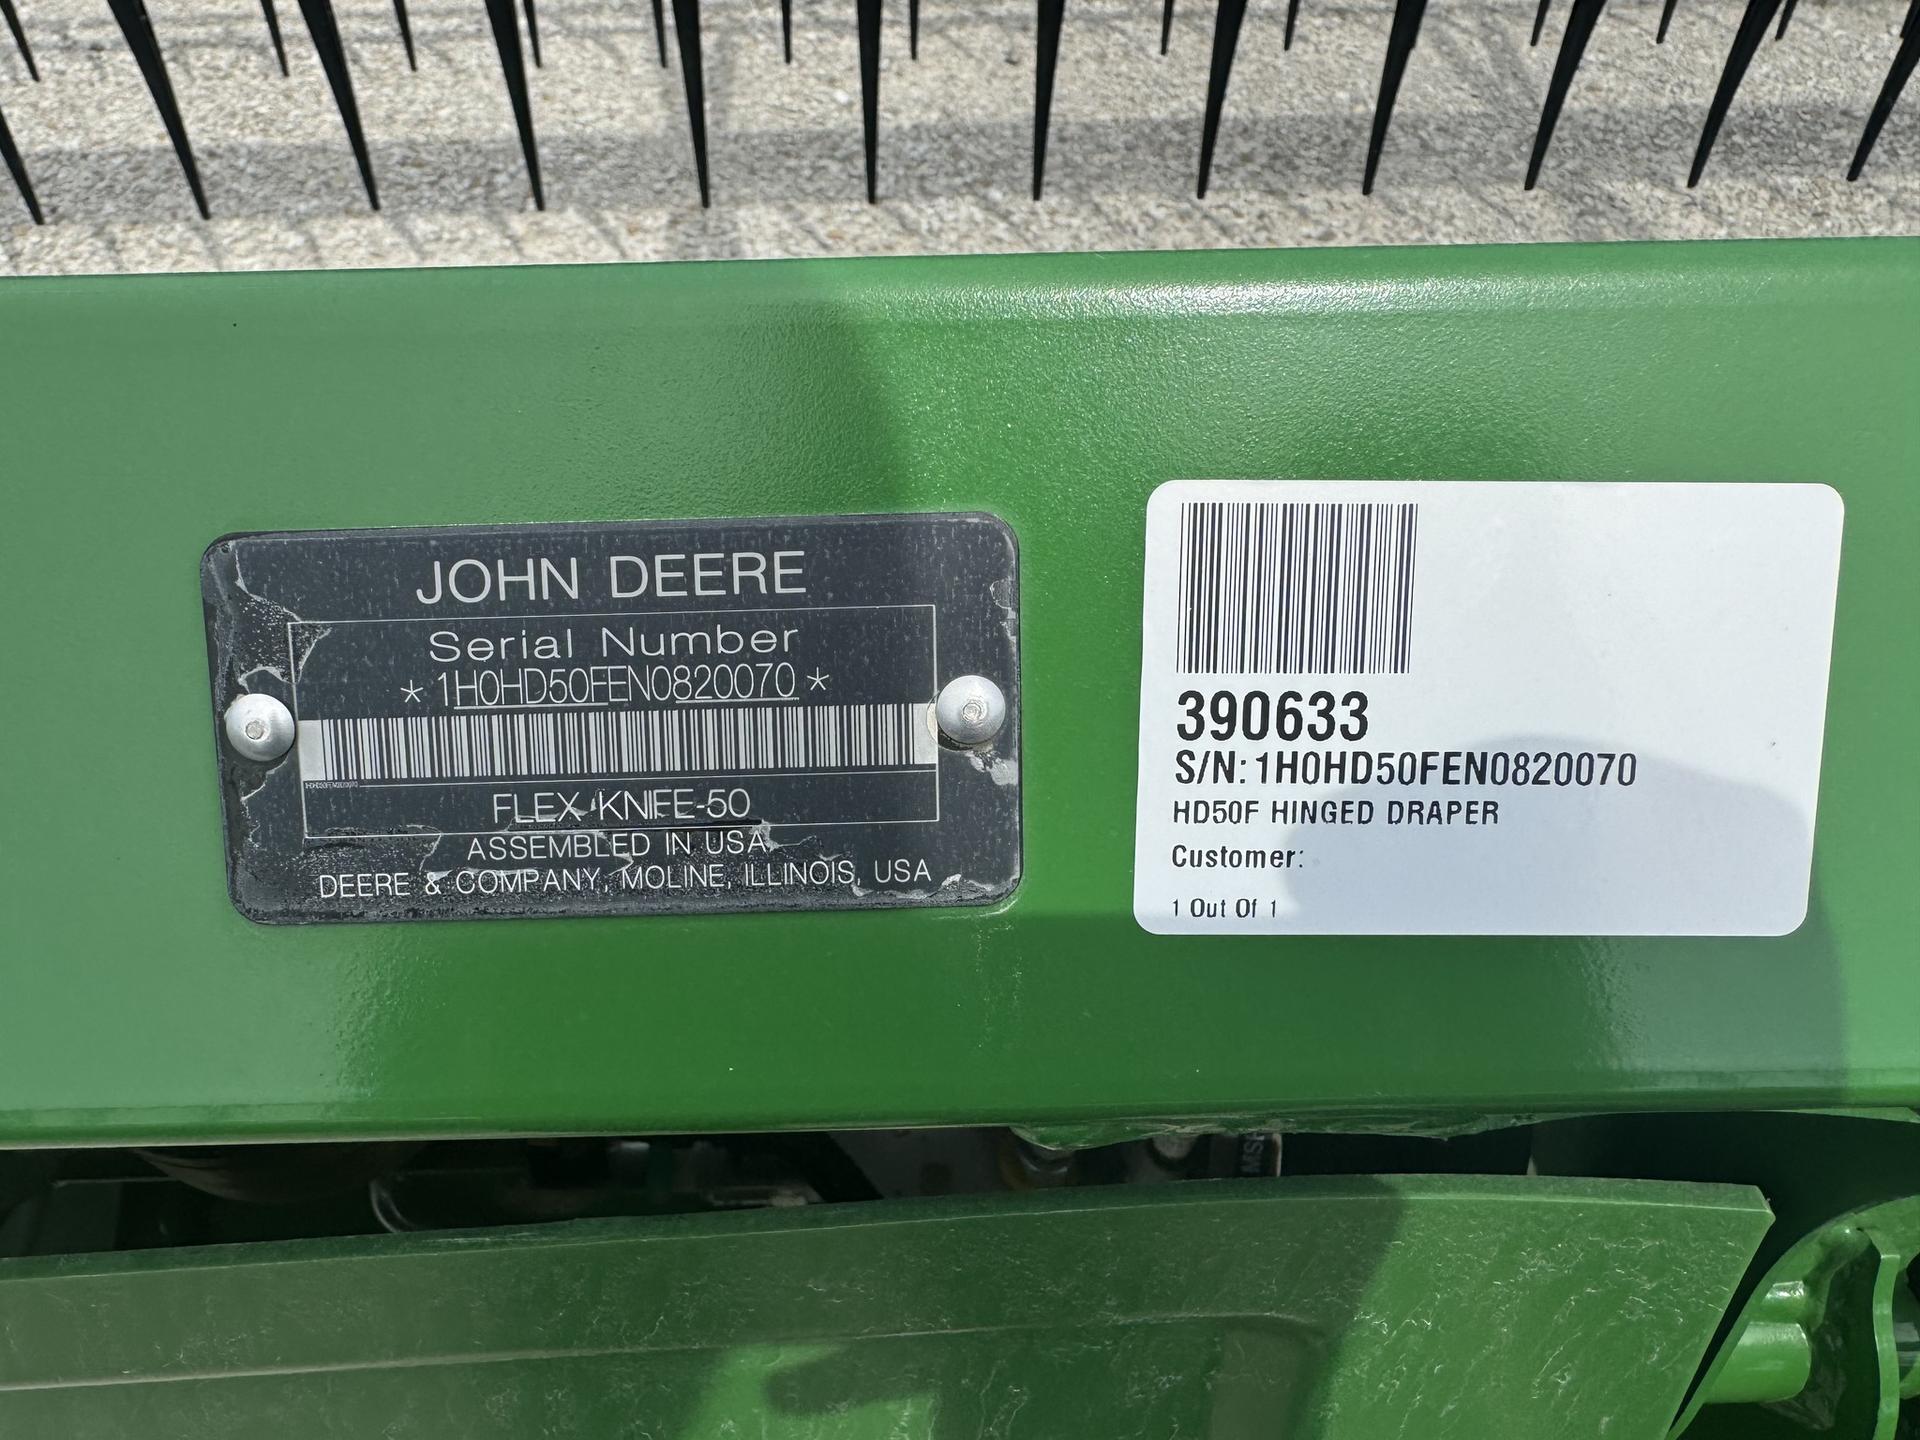 JOHN DEERE
Serial Number
*1H0HD50FEN0820070*
FLEX KNIFE-50
ASSEMBLED IN USA
DEERE & COMPANY, MOLINE, ILLINOIS, USA
390633
S/N: 1H0HD50FEN0820070
HD50F HINGED DRAPER
Customer:
1 Out Of 1